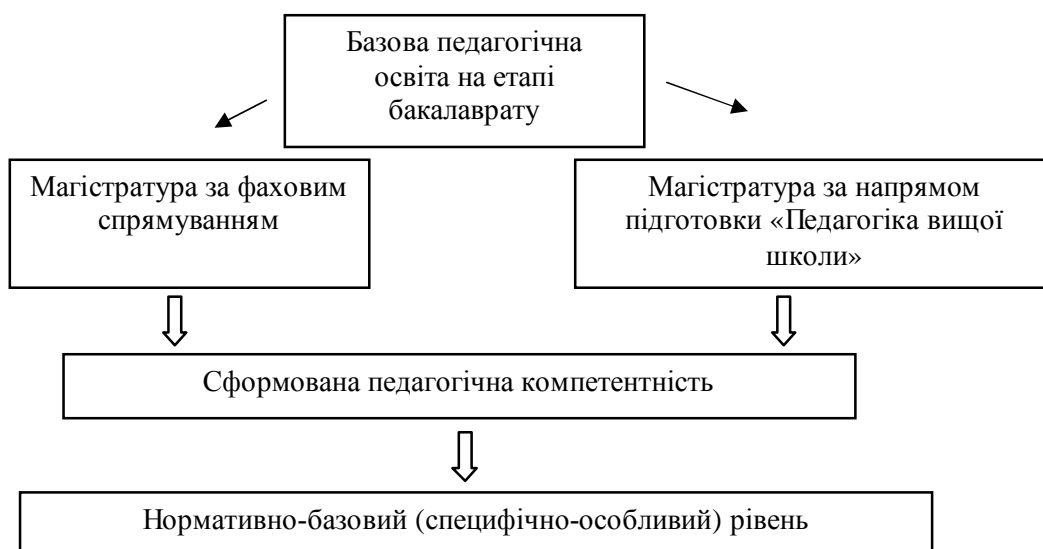 Базова педагогічна
освіта на етапі
бакалаврату
Магістратура за фаховим
спрямуванням
Магістратура за напрямом
підготовки «Педагогіка вищої
школи»
Сформована педагогічна компетентність
Нормативно-базовий (специфічно-особливий) рівень